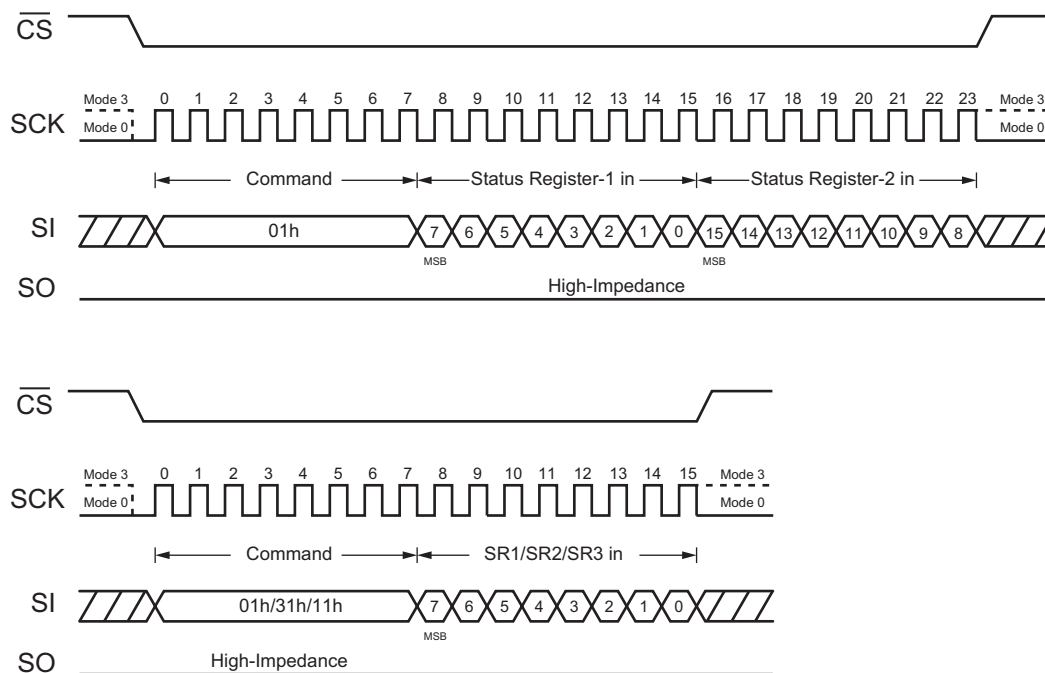 CS
Mode 3 0 1 2 3 4 5 6 7 8 9 10 11 12 13 14 15 16 17 18 19 20 21 22 23 Mode 3
SCK
Mode 0 Mode 0
Command Status Register-1 in Status Register-2 in
SI 01h 7 6 5 4 3 2 1 0 15 14 13 12 11 10 9 8
MSB MSB
SO High-Impedance
CS
Mode 3 0 1 2 3 4 5 6 7 8 9 10 11 12 13 14 15 Mode 3
SCK
Mode 0 Mode 0
Command SR1/SR2/SR3 in
SI 01h/31h/11h 7 6 5 4 3 2 1 0
MSB
SO High-Impedance